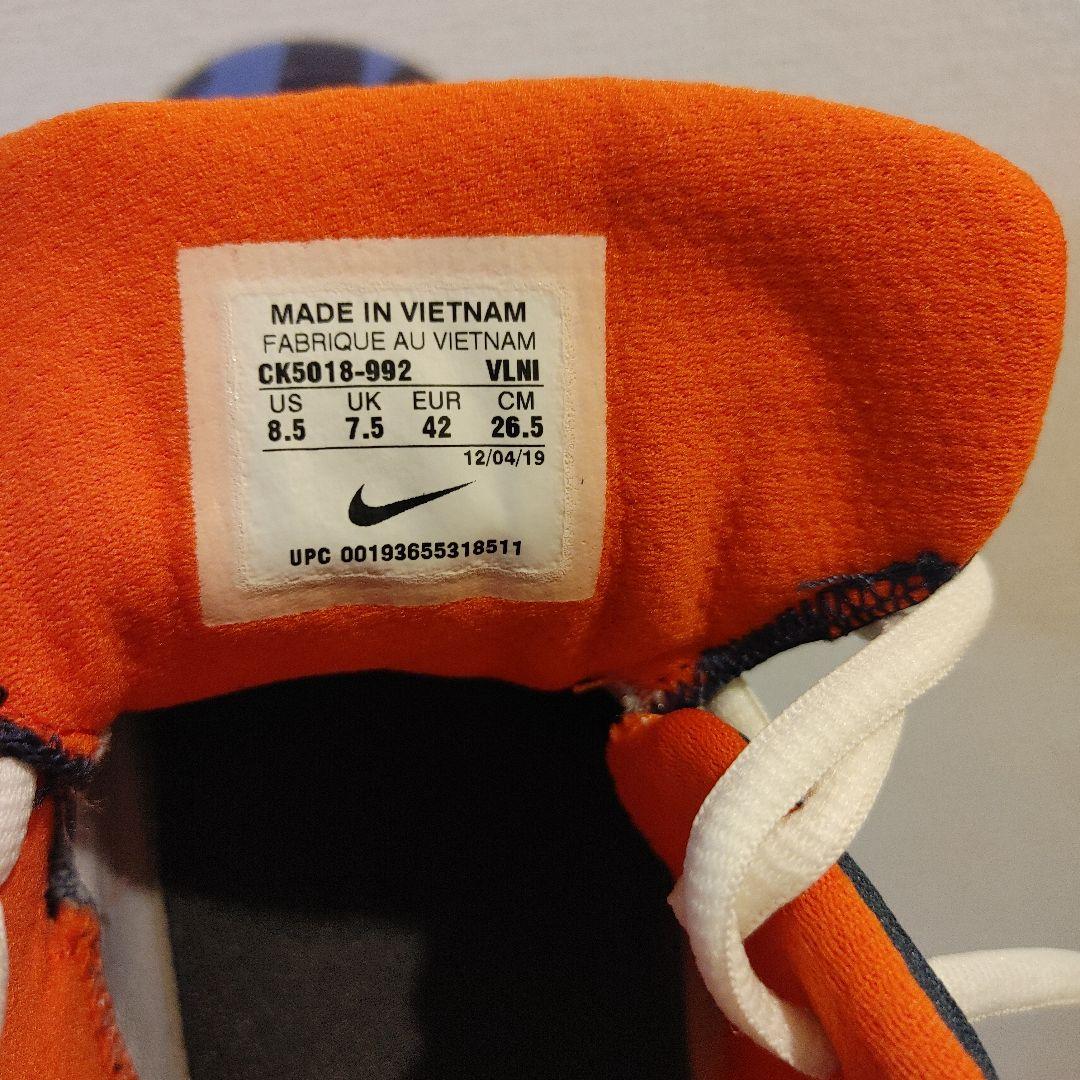 MADE IN VIETNAM
FABRIQUE AU VIETNAM
CK5018-992 VLNI
US UK EUR CM
8.5 7.5 42 26.5
12/04/19
UPC 00193655318511